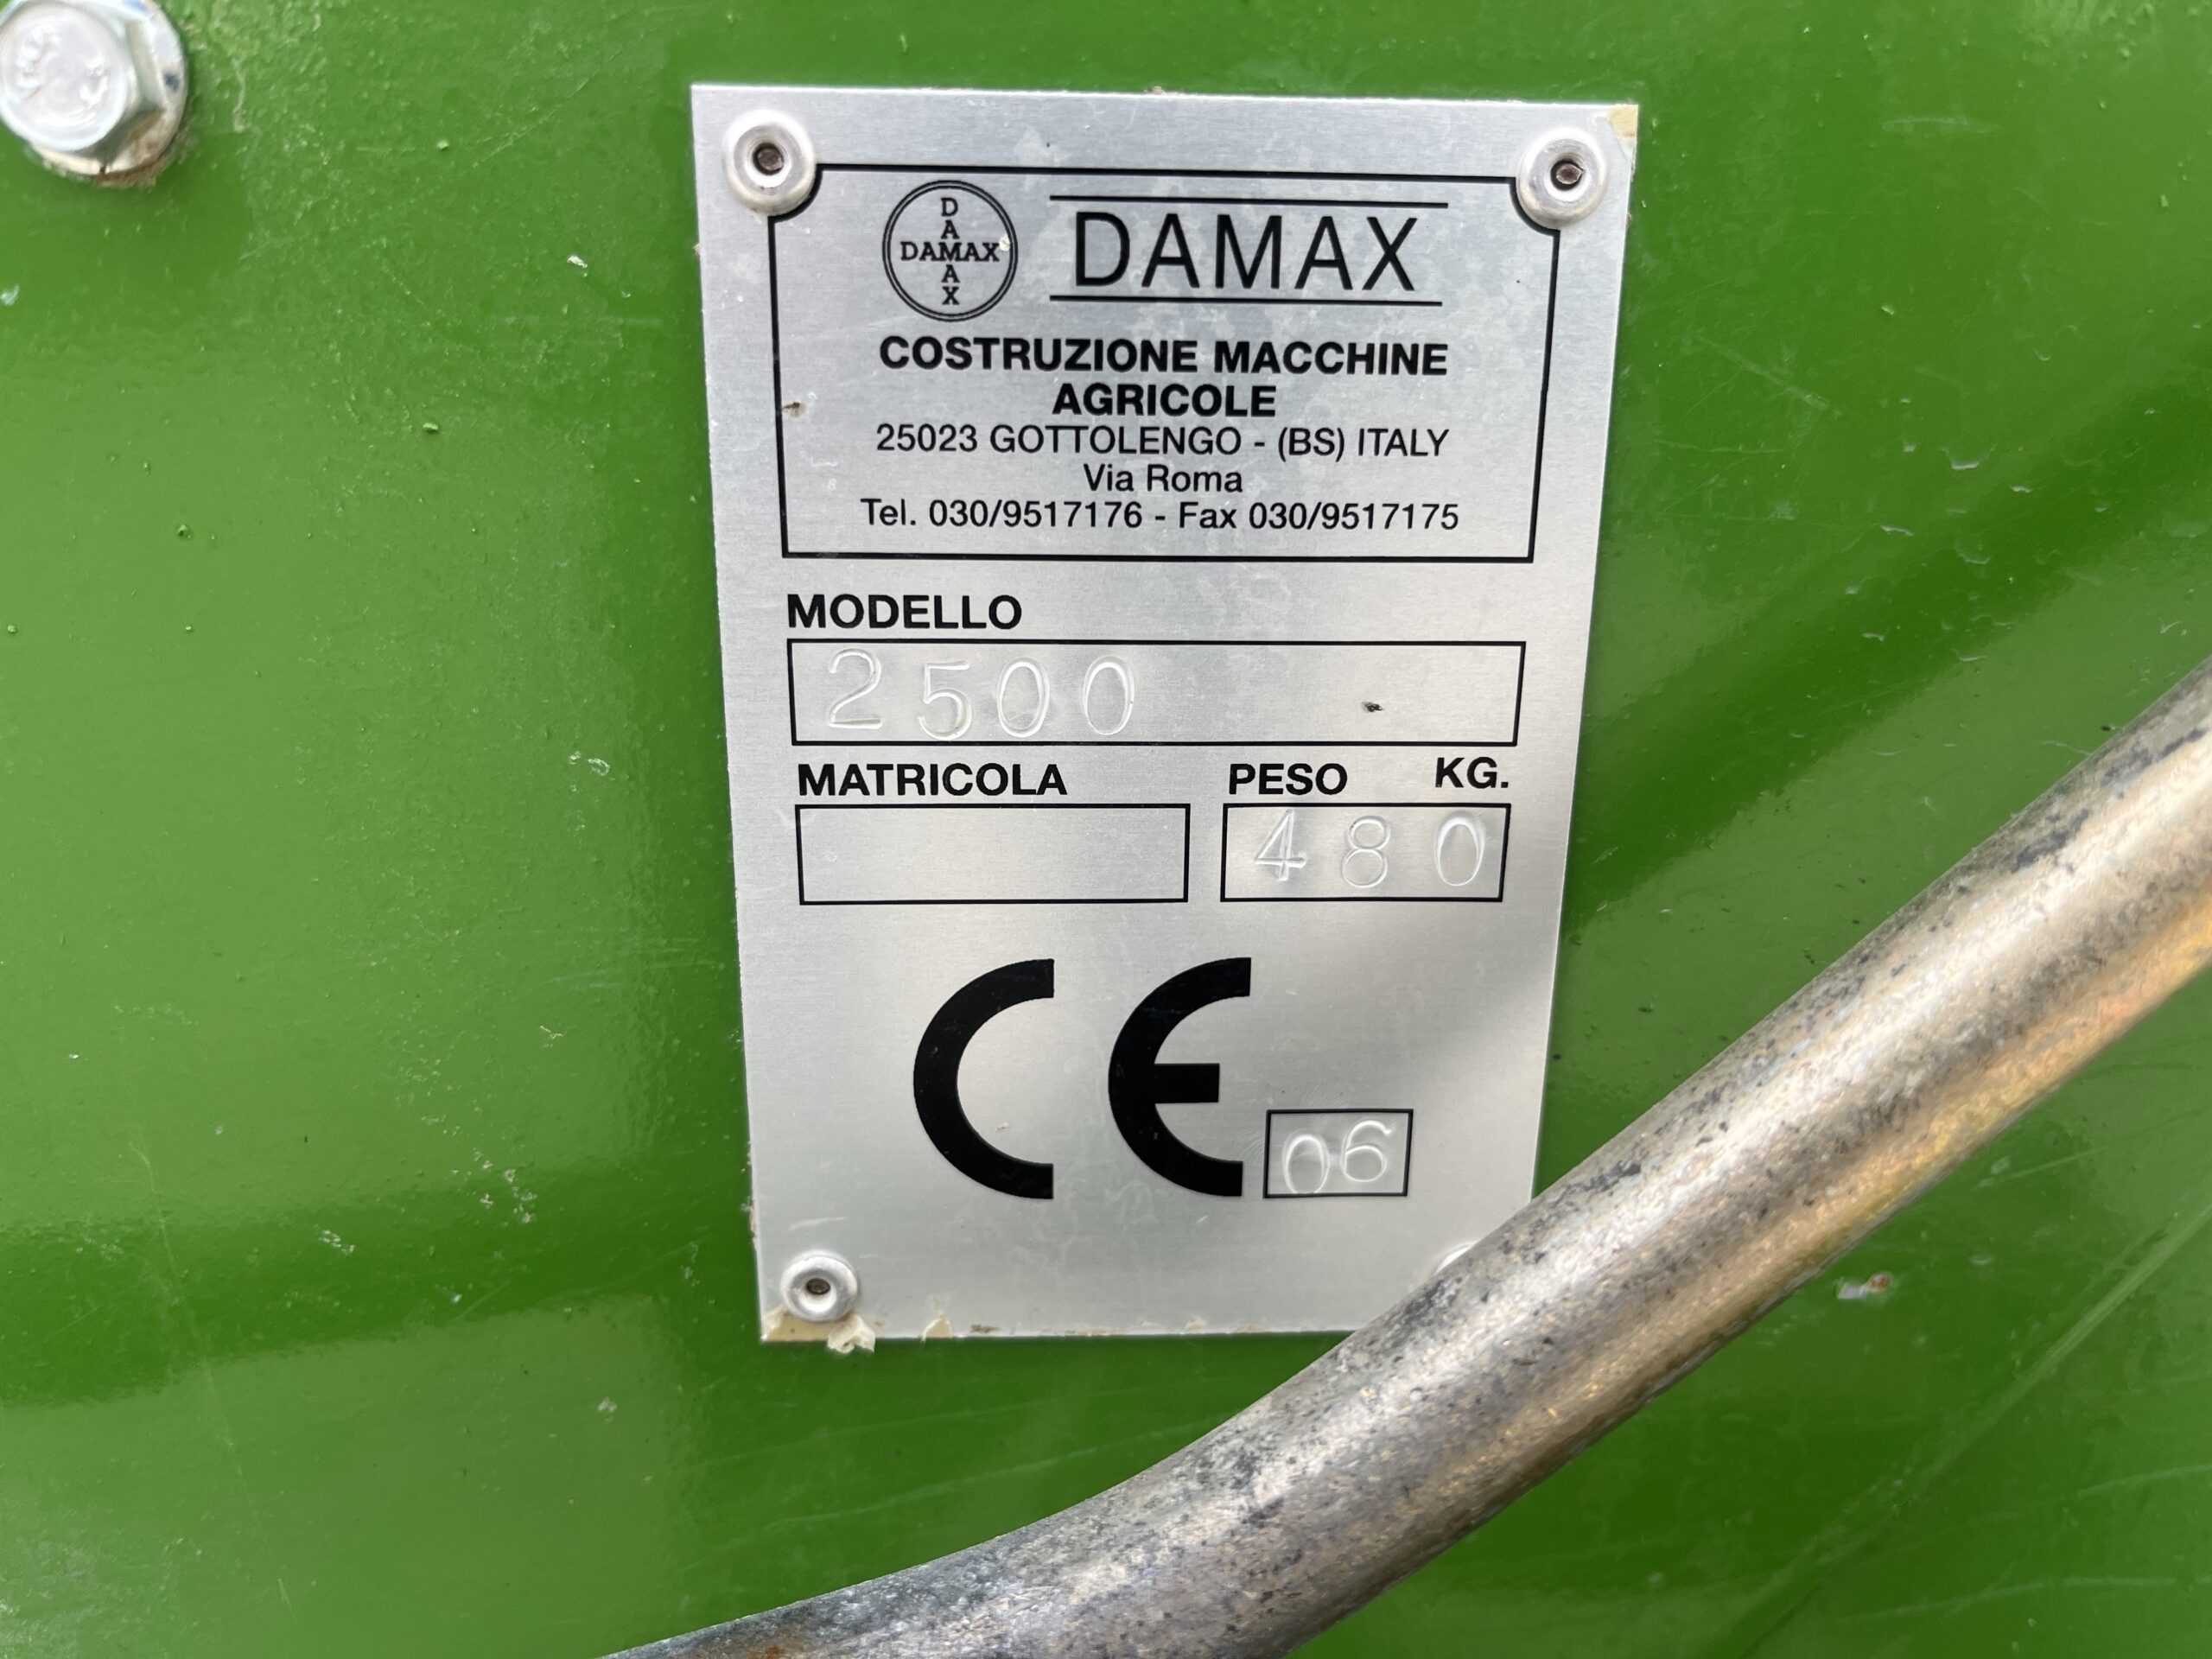 DAMAX
DAMAX
DAMAX
COSTRUZIONE MACCHINE
AGRICOLE
25023 GOTTOLENGO - (BS) ITALY
Via Roma
Tel. 030/9517176 - Fax 030/9517175
MODELLO
2500
MATRICOLA PESO KG.
480
CE 06